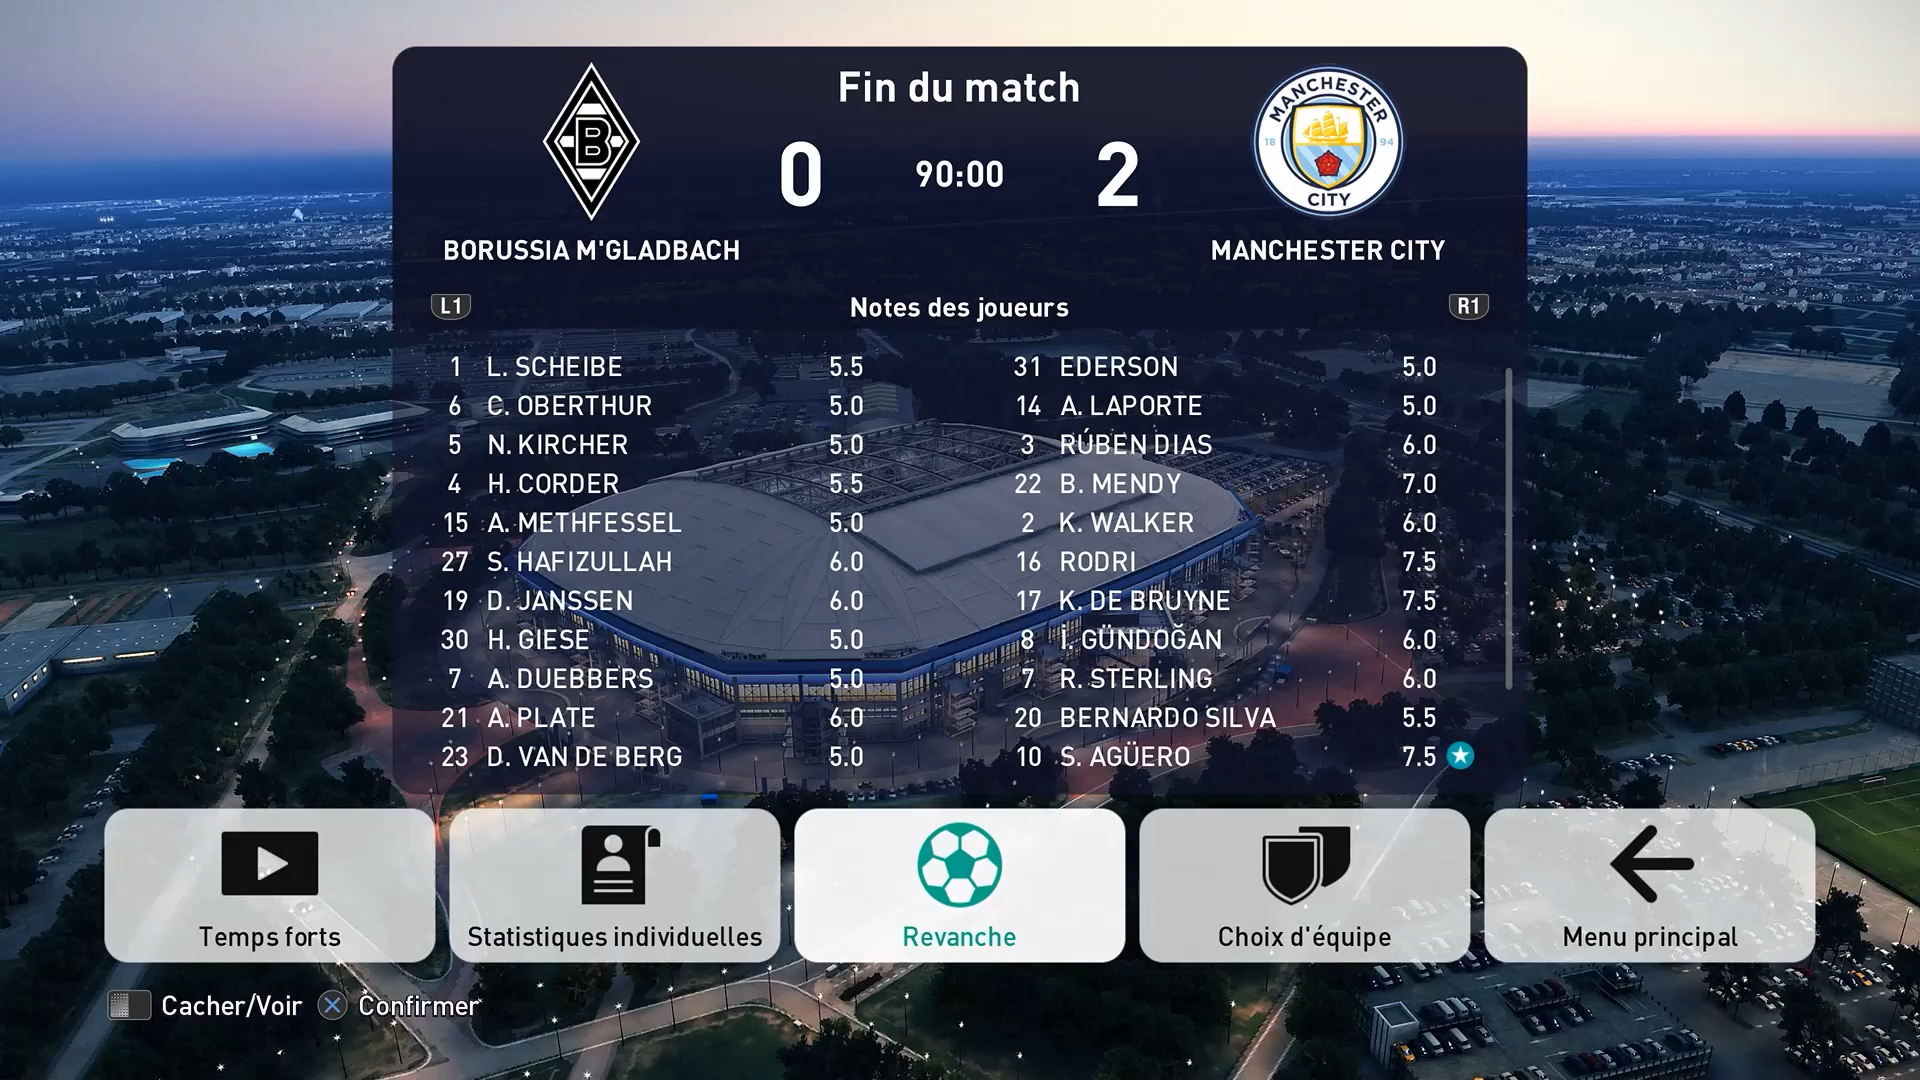 Fin du match
MANCHESTER
18 94
CITY
B
0 90:00 2
BORUSSIA M'GLADBACH MANCHESTER CITY
L1 Notes des joueurs R1
1 L. SCHEIBE 5.5 31 EDERSON 5.0
6 C. OBERTHUR 5.0 14 A. LAPORTE 5.0
5 N. KIRCHER 5.0 3 RÚBEN DIAS 6.0
4 H. CORDER 5.5 22 B. MENDY 7.0
15 A. METHFESSEL 5.0 2 K. WALKER 6.0
27 S. HAFIZULLAH 6.0 16 RODRI 7.5
19 D. JANSSEN 6.0 17 K. DE BRUYNE 7.5
30 H. GIESE 5.0 8 İ. GÜNDOĞAN 6.0
7 A. DUEBBERS 5.0 7 R. STERLING 6.0
21 A. PLATE 6.0 20 BERNARDO SILVA 5.5
23 D. VAN DE BERG 5.0 10 S. AGÜERO 7.5
Temps forts Statistiques individuelles Revanche Choix d'équipe Menu principal
Cacher/Voir Confirmer